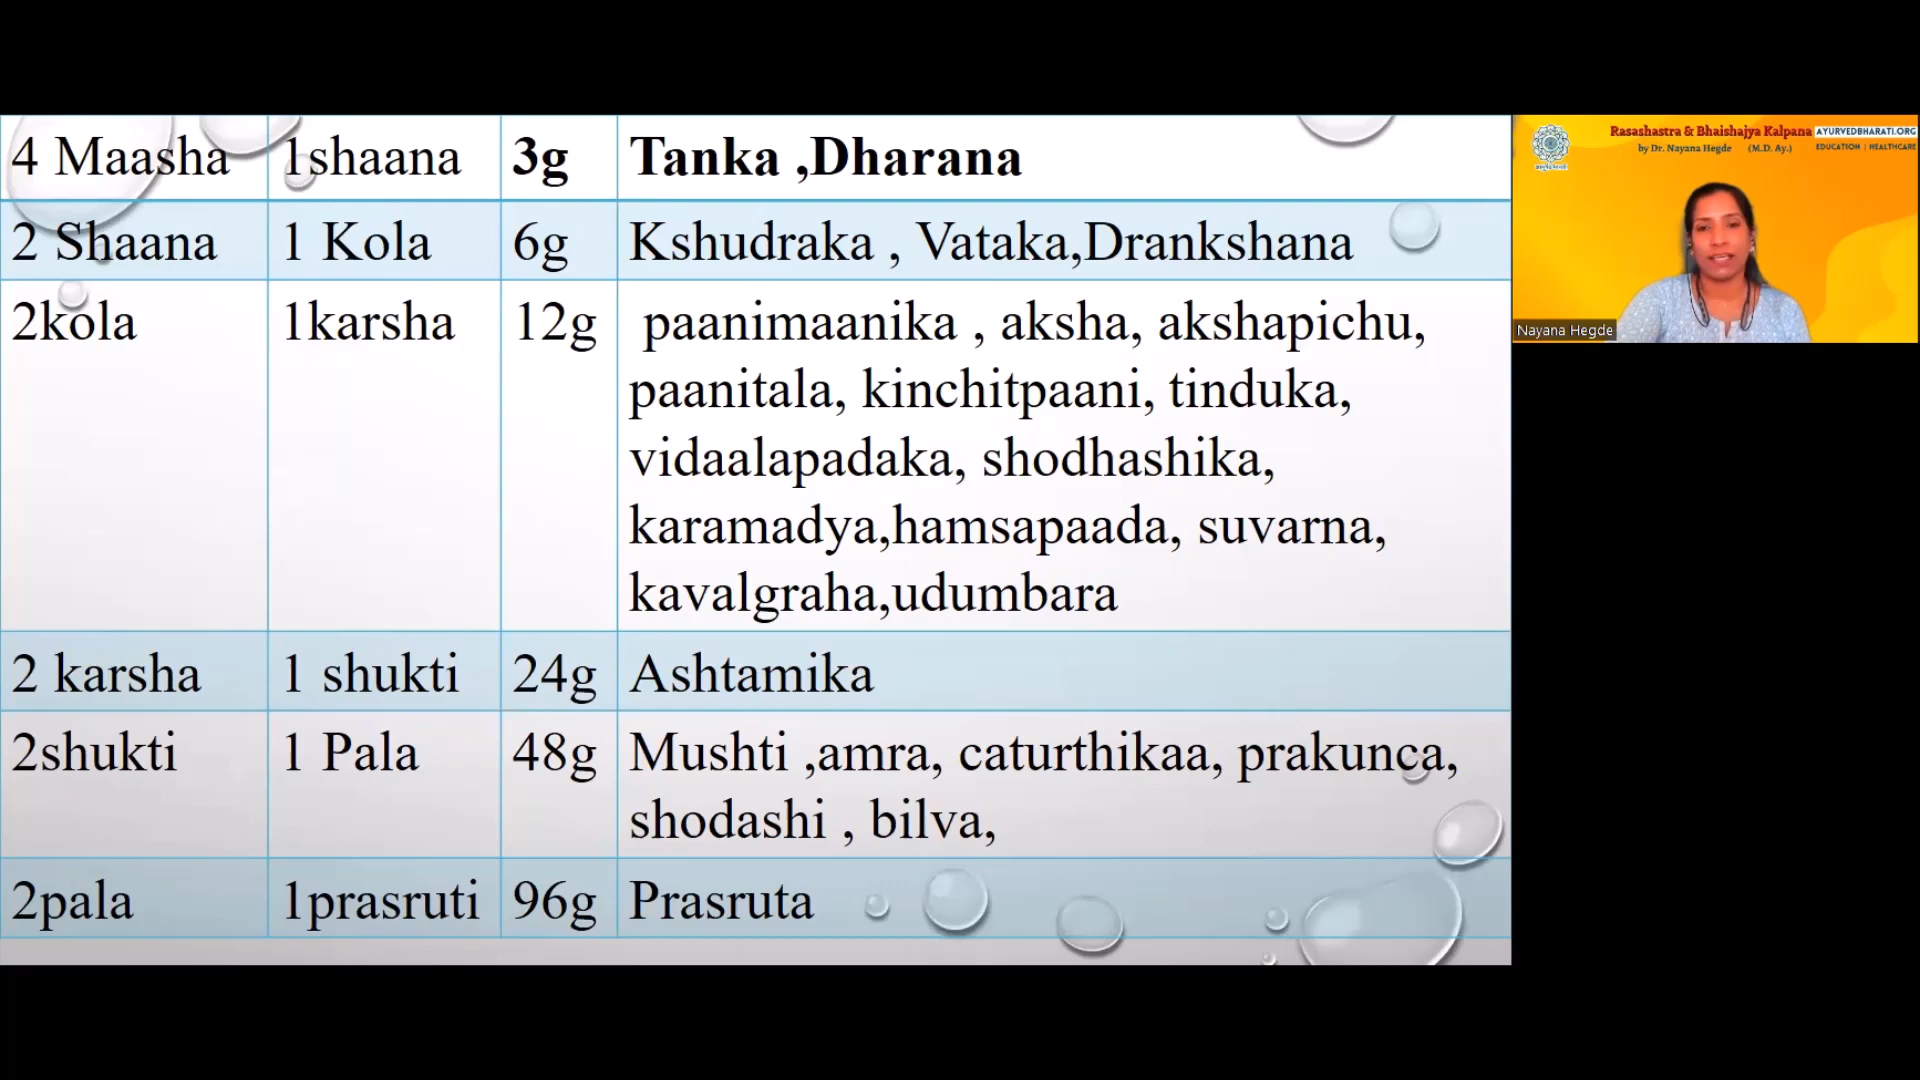 4 Maasha 1shaana 3g Tanka ,Dharana
2 Shaana 1 Kola 6g Kshudraka , Vataka,Drankshana
2kola 1karsha 12g paanimaanika , aksha, akshapichu,
paanitala, kinchitpaani, tinduka,
vidaalapadaka, shodhashika,
karamadya,hamsapaada, suvarna,
kavalgraha,udumbara
2 karsha 1 shukti 24g Ashtamika
2shukti 1 Pala 48g Mushti ,amra, caturthikaa, prakunca,
shodashi , bilva,
2pala 1prasruti 96g Prasruta
Rasashastra & Bhaishajya Kalpana
by Dr. Nayana Hegde (M.D. Ay.)
AYURVEDBHARATI.ORG
EDUCATION | HEALTHCARE
Nayana Hegde